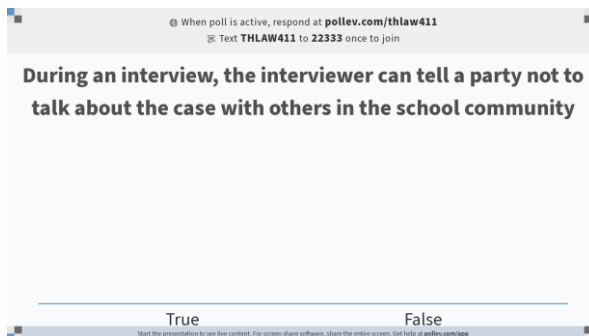 When poll is active, respond at pollev.com/thlaw411
Text THLAW411 to 22333 once to join
During an interview, the interviewer can tell a party not to
talk about the case with others in the school community
True False
Start the presentation to see live content. For screen share software, share the entire screen. Get help at pollev.com/app